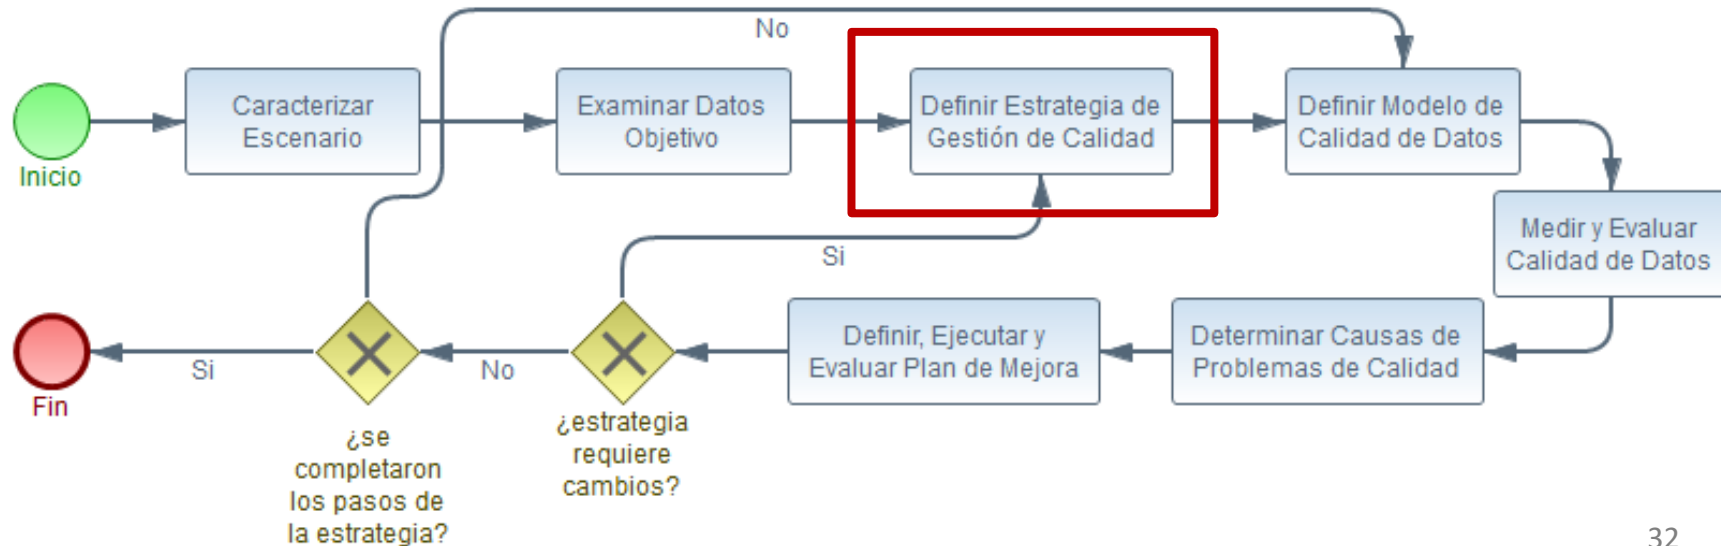 No
Caracterizar
Escenario
Examinar Datos
Objetivo
Definir Estrategia de
Gestión de Calidad
Definir Modelo de
Calidad de Datos
Inicio
Medir y Evaluar
Calidad de Datos
Si
Definir, Ejecutar y
Evaluar Plan de Mejora
Determinar Causas de
Problemas de Calidad
Si
No
Fin
¿se
completaron
los pasos de
la estrategia?
¿estrategia
requiere
cambios?
32